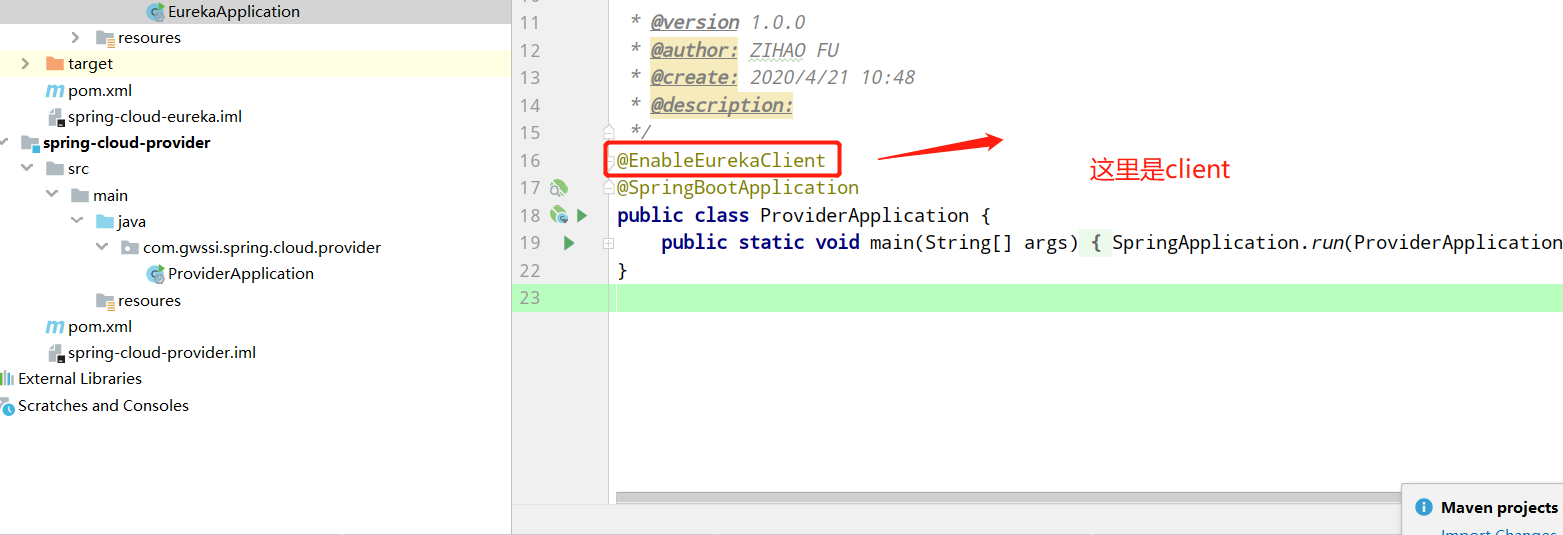 EurekaApplication
resoures
target
pom.xml
spring-cloud-eureka.iml
spring-cloud-provider
src
main
java
com.gwssi.spring.cloud.provider
ProviderApplication
resoures
pom.xml
spring-cloud-provider.iml
External Libraries
Scratches and Consoles
11 * @version 1.0.0
12 * @author: ZIHAO FU
13 * @create: 2020/4/21 10:48
14 * @description:
15 */
16 @EnableEurekaClient
17 @SpringBootApplication
18 public class ProviderApplication {
19 public static void main(String[] args) { SpringApplication.run(ProviderApplication
22 }
23
这里是client
Maven projects
Import Changes